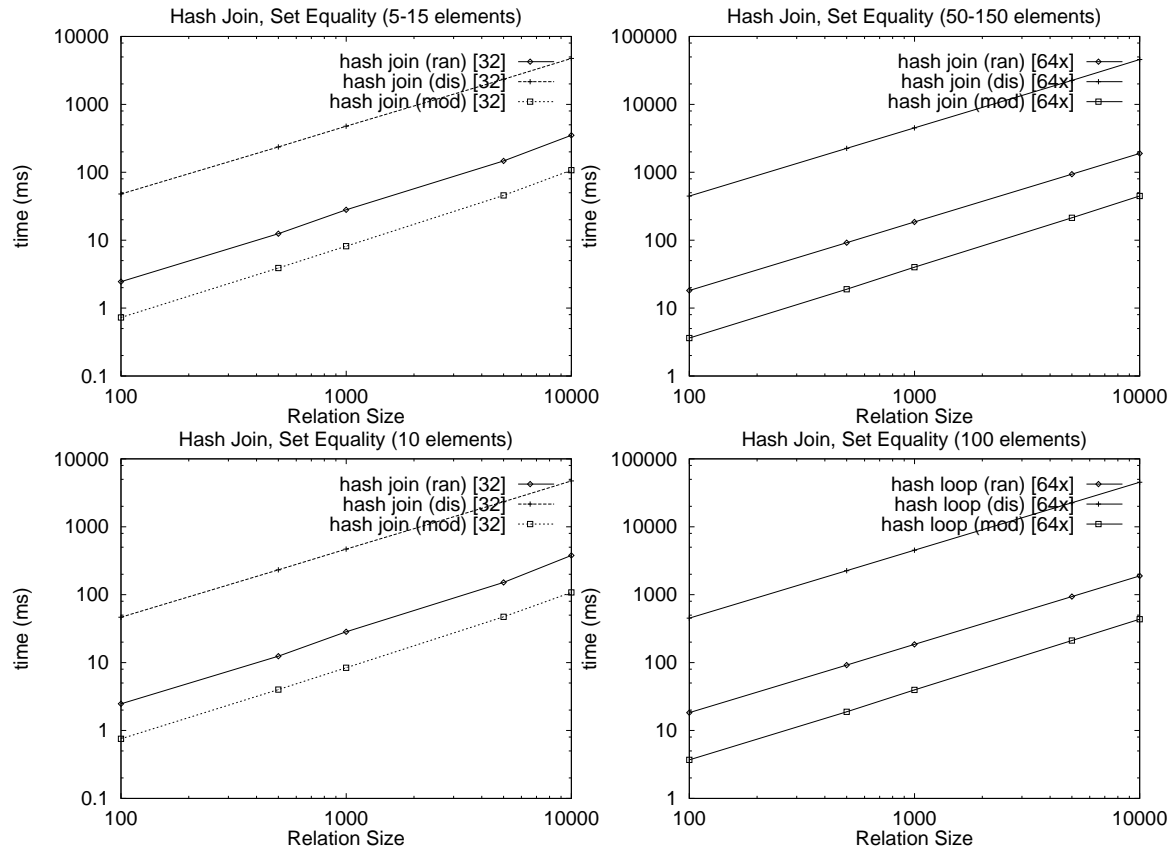 Hash Join, Set Equality (5-15 elements)
10000
1000
100
10
1
0.1
time (ms)
hash join (ran) [32]
hash join (dis) [32]
hash join (mod) [32]
100
1000
10000
Relation Size
Hash Join, Set Equality (50-150 elements)
100000
10000
1000
100
10
1
time (ms)
hash join (ran) [64x]
hash join (dis) [64x]
hash join (mod) [64x]
100
1000
10000
Relation Size
Hash Join, Set Equality (10 elements)
10000
1000
100
10
1
0.1
time (ms)
hash join (ran) [32]
hash join (dis) [32]
hash join (mod) [32]
100
1000
10000
Relation Size
Hash Join, Set Equality (100 elements)
100000
10000
1000
100
10
1
time (ms)
hash loop (ran) [64x]
hash loop (dis) [64x]
hash loop (mod) [64x]
100
1000
10000
Relation Size